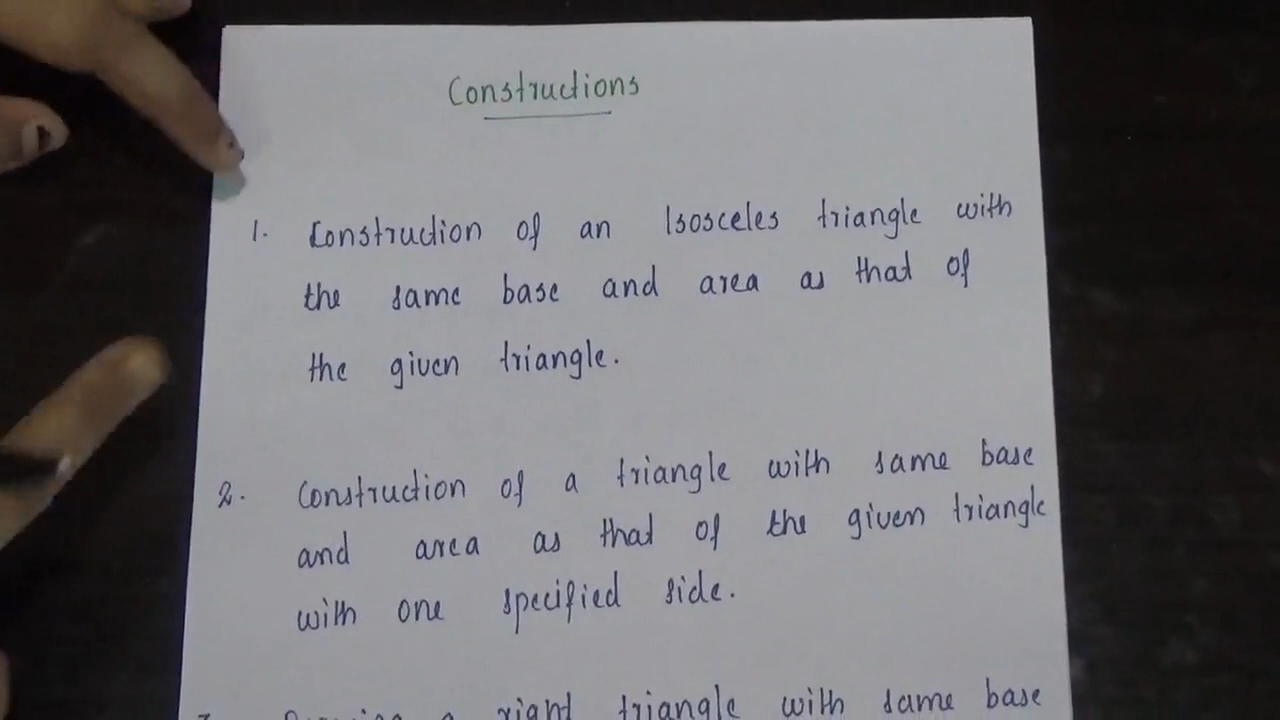 Constructions
1. Construction of an Isosceles triangle with
the same base and area as that of
the given triangle.
2. Construction of a triangle with same base
and area as that of the given triangle
with one specified side.
a right triangle with same base